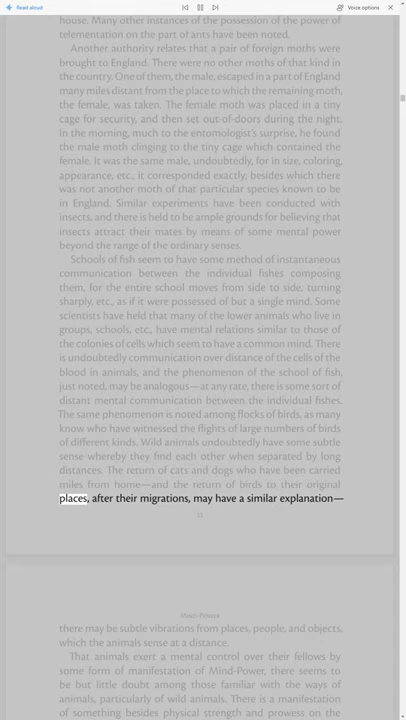 Read aloud
Voice options
house. Many other instances of the possession of the power of
telementation on the part of ants have been noted.
Another authority relates that a pair of foreign moths were
brought to England. There were no other moths of that kind in
the country. One of them, the male, escaped in a part of England
many miles distant from the place to which the remaining moth,
the female, was taken. The female moth was placed in a tiny
cage for security, and then set out-of-doors during the night.
In the morning, much to the entomologist's surprise, he found
the male moth clinging to the tiny cage which contained the
female. It was the same male, undoubtedly, for in size, coloring,
appearance, etc., it corresponded exactly; besides which there
was not another moth of that particular species known to be
in England. Similar experiments have been conducted with
insects, and there is held to be ample grounds for believing that
insects attract their mates by means of some mental power
beyond the range of the ordinary senses.
Schools of fish seem to have some method of instantaneous
communication between the individual fishes composing
them, for the entire school moves from side to side, turning
sharply, etc., as if it were possessed of but a single mind. Some
scientists have held that many of the lower animals who live in
groups, schools, etc., have mental relations similar to those of
the colonies of cells which seem to have a common mind. There
is undoubtedly communication over distance of the cells of the
blood in animals, and the phenomenon of the school of fish,
just noted, may be analogous—at any rate, there is some sort of
distant mental communication between the individual fishes.
The same phenomenon is noted among flocks of birds, as many
know who have witnessed the flights of large numbers of birds
of different kinds. Wild animals undoubtedly have some subtle
sense whereby they find each other when separated by long
distances. The return of cats and dogs who have been carried
miles from home—and the return of birds to their original
places, after their migrations, may have a similar explanation—
Mind-Power
there may be subtle vibrations from places, people, and objects,
which the animals sense at a distance.
That animals exert a mental control over their fellows by
some form of manifestation of Mind-Power, there seems to
be but little doubt among those familiar with the ways of
animals, particularly of wild animals. There is a manifestation
of something besides physical strength and prowess on the